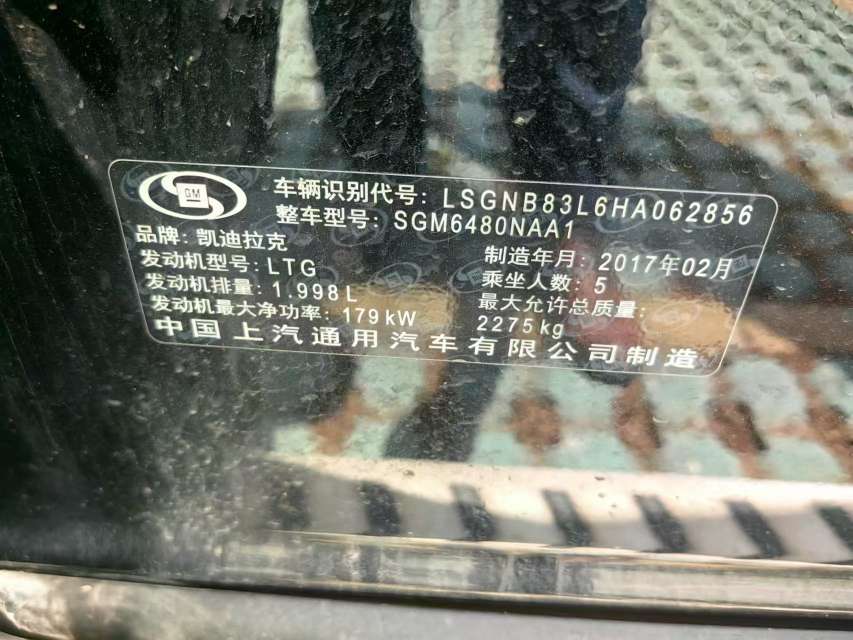 GM
车辆识别代号: LSGNB83L6HA062856
整车型号: SGM6480NAA1
品牌: 凯迪拉克
制造年月: 2017年02月
发动机型号: LTG
乘坐人数: 5
发动机排量: 1.998L
最大允许总质量:
2275kg
发动机最大净功率: 179kW
中国上汽通用汽车有限公司制造